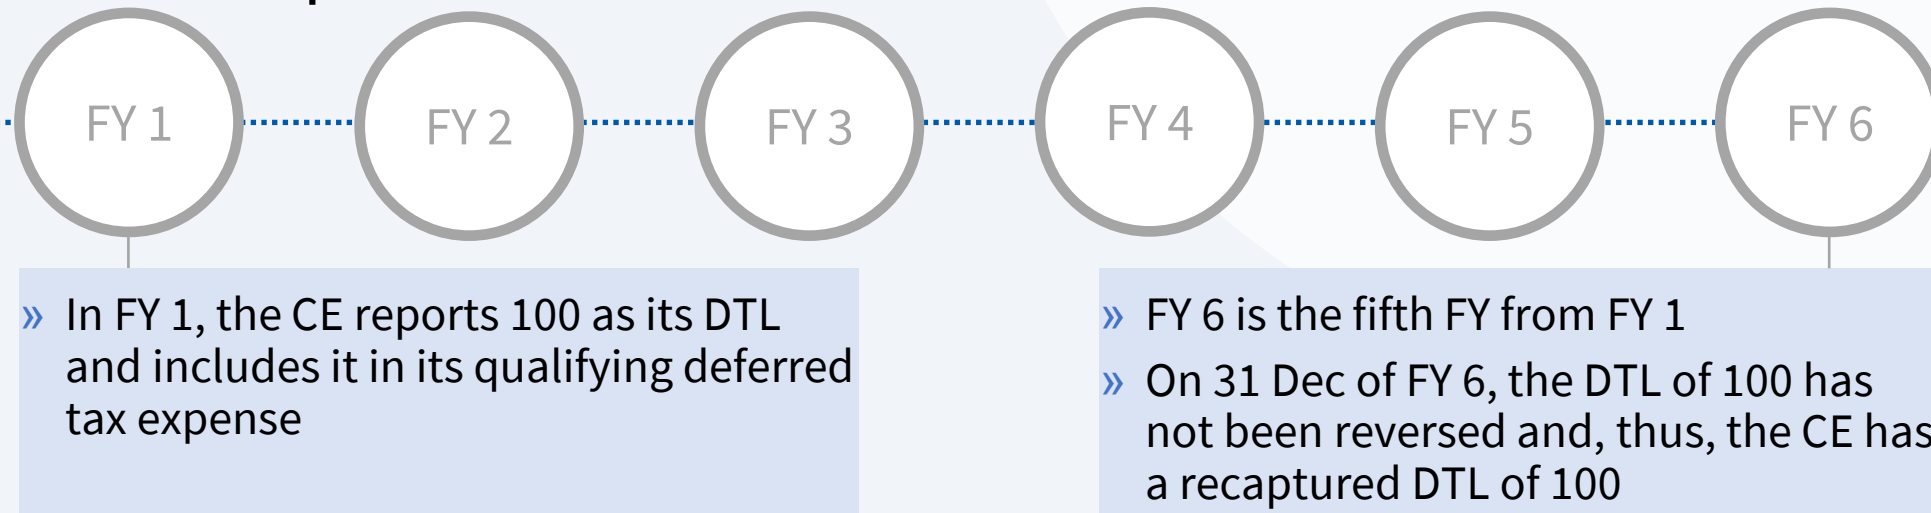 FY 1
FY 2
FY 3
FY 4
FY 5
FY 6
» In FY 1, the CE reports 100 as its DTL
and includes it in its qualifying deferred
tax expense
» FY 6 is the fifth FY from FY 1
» On 31 Dec of FY 6, the DTL of 100 has
not been reversed and, thus, the CE has
a recaptured DTL of 100